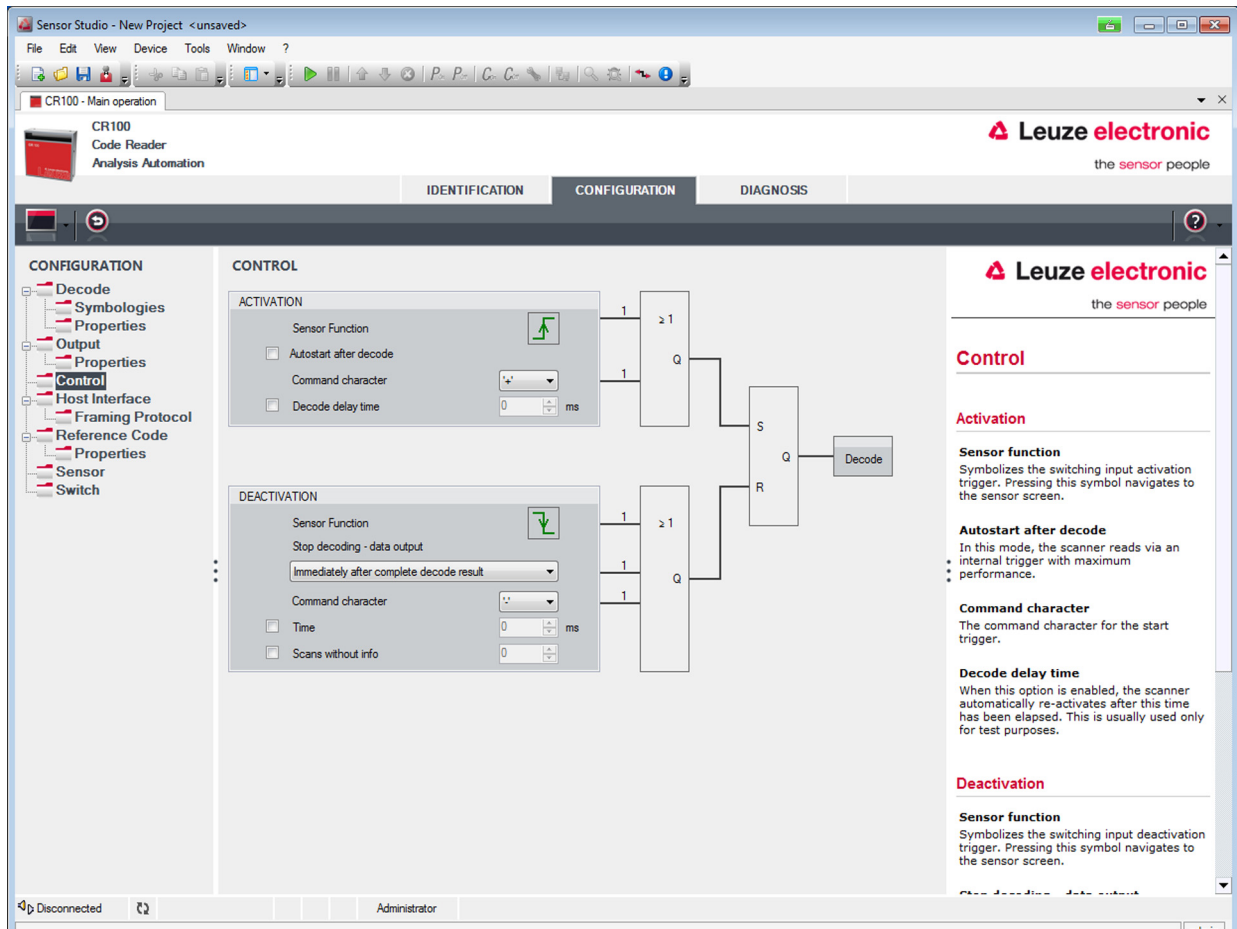 Sensor Studio - New Project <unsaved>
File Edit View Device Tools Window ?
CR100 - Main operation
CR100
Code Reader
Analysis Automation
Leuze electronic
the sensor people
IDENTIFICATION CONFIGURATION DIAGNOSIS
CONFIGURATION
Decode
Symbologies
Properties
Output
Properties
Control
Host Interface
Framing Protocol
Reference Code
Properties
Sensor
Switch
CONTROL
ACTIVATION
Sensor Function
Autostart after decode
Command character '+'
Decode delay time 0 ms
1
1
≥1
Q
DEACTIVATION
Sensor Function
Stop decoding - data output
Immediately after complete decode result
Command character '-'
Time 0 ms
Scans without info 0
1
1
1
≥1
Q
S
Q
R
Decode
Leuze electronic
the sensor people
Control
Activation
Sensor function
Symbolizes the switching input activation
trigger. Pressing this symbol navigates to
the sensor screen.
Autostart after decode
In this mode, the scanner reads via an
internal trigger with maximum
performance.
Command character
The command character for the start
trigger.
Decode delay time
When this option is enabled, the scanner
automatically re-activates after this time
has been elapsed. This is usually used only
for test purposes.
Deactivation
Sensor function
Symbolizes the switching input deactivation
trigger. Pressing this symbol navigates to
the sensor screen.
Stop decoding - data output
Disconnected
Administrator